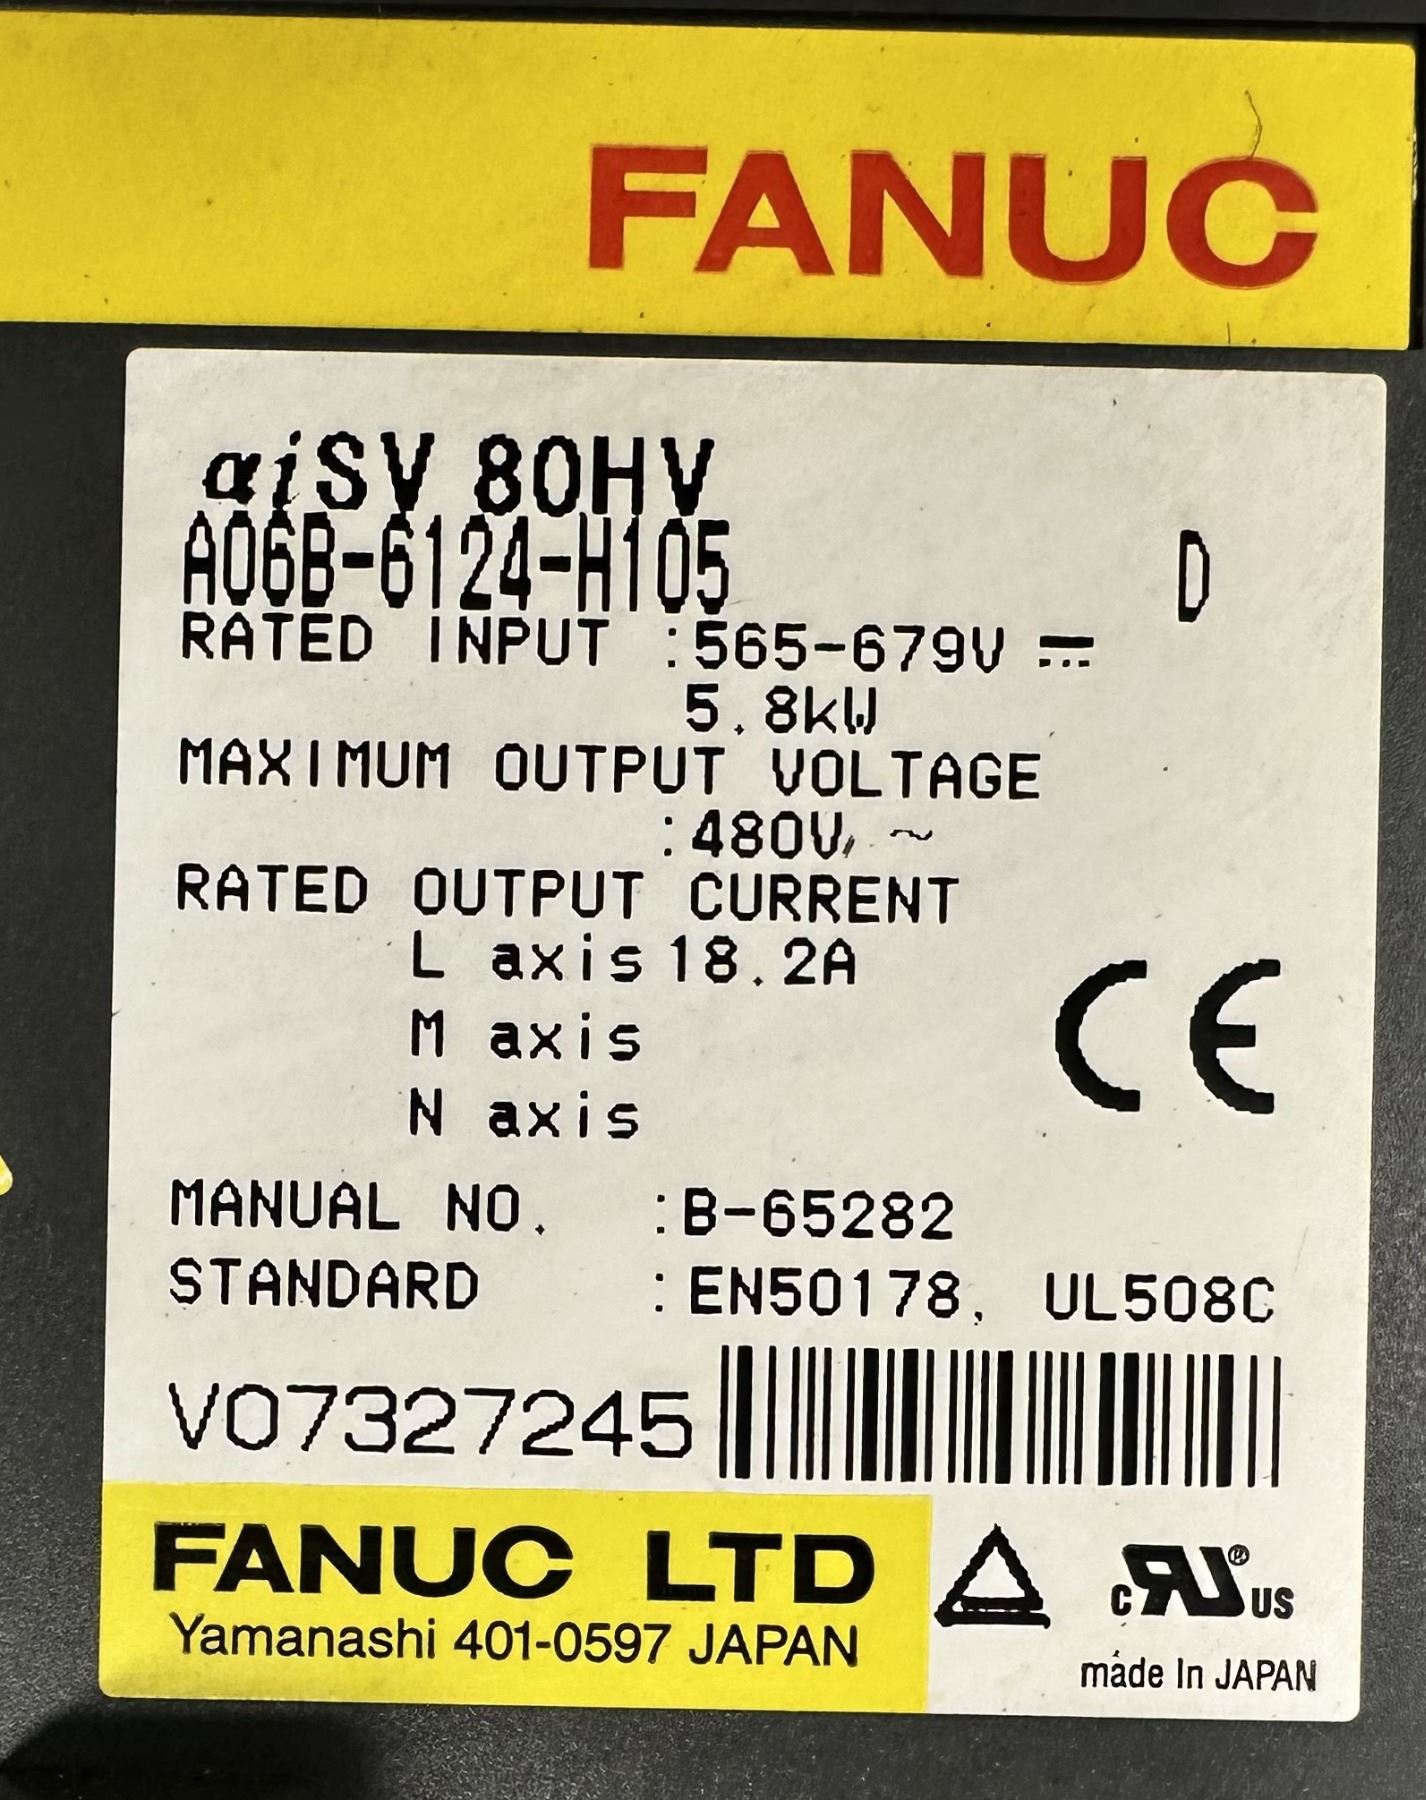 FANUC
αiSV 80HV
A06B-6124-H105 D
RATED INPUT :565-679V ⎓
5.8kW
MAXIMUM OUTPUT VOLTAGE
:480V ~
RATED OUTPUT CURRENT
L axis 18.2A
M axis
N axis
CE
MANUAL NO. :B-65282
STANDARD :EN50178, UL508C
V07327245
FANUC LTD
Yamanashi 401-0597 JAPAN
c RU ® US
made In JAPAN